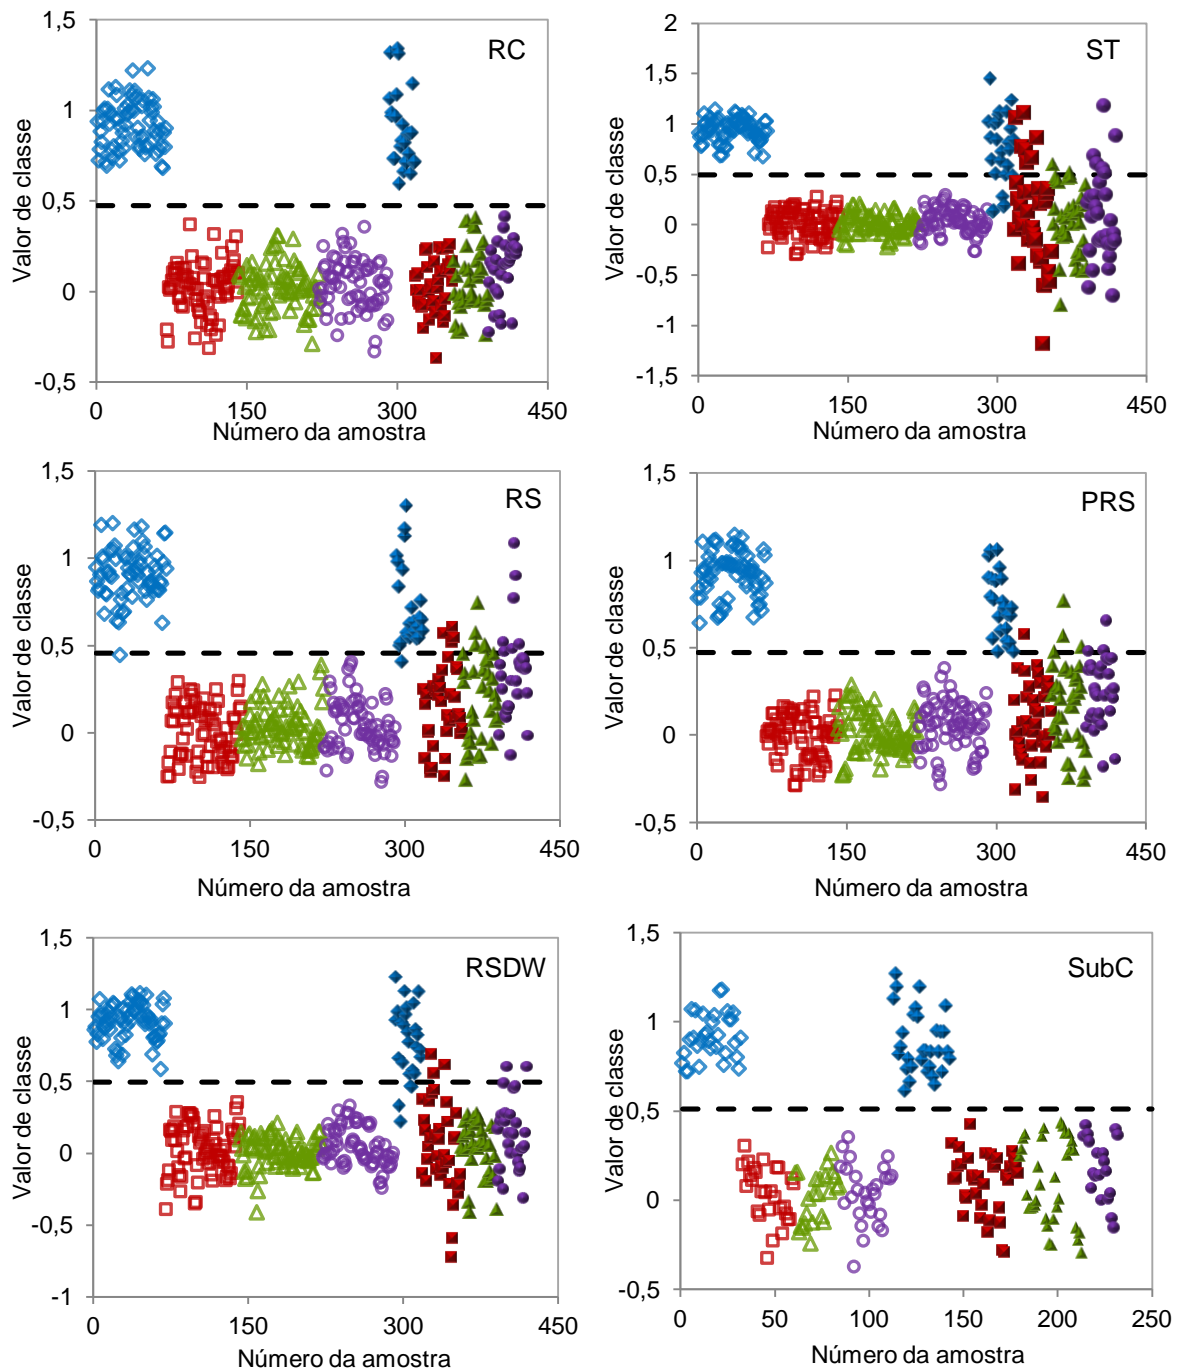 RC
1,5
1
0,5
0
-0,5
0 150 300 450
Valor de classe
Número da amostra
ST
2
1,5
1
0,5
0
-0,5
-1
-1,5
0 150 300 450
Valor de classe
Número da amostra
RS
1,5
1
0,5
0
-0,5
0 150 300 450
Valor de classe
Número da amostra
PRS
1,5
1
0,5
0
-0,5
0 150 300 450
Valor de classe
Número da amostra
RSDW
1,5
1
0,5
0
-0,5
-1
0 150 300 450
Valor de classe
Número da amostra
SubC
1,5
1
0,5
0
-0,5
0 50 100 150 200 250
Valor de classe
Número da amostra